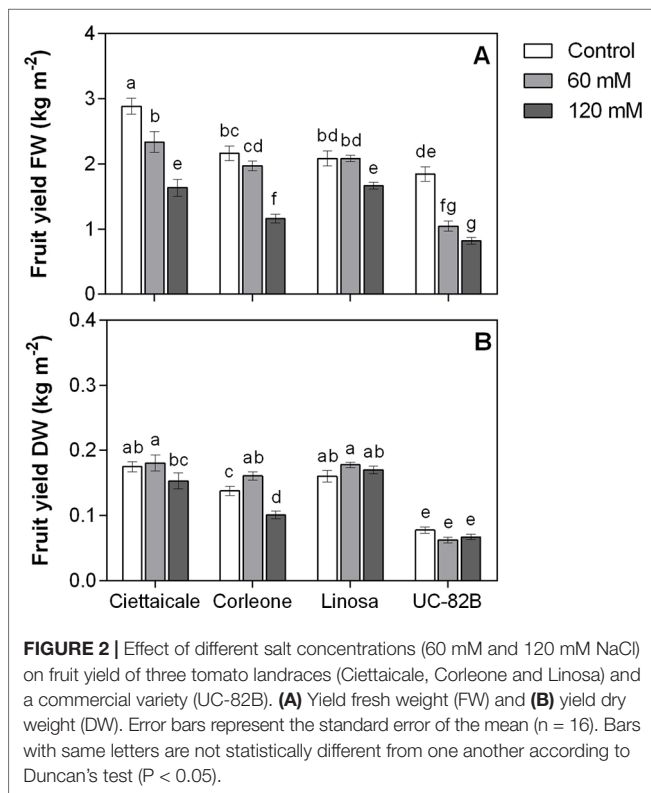 A
Control
60 mM
120 mM
Fruit yield FW (kg m-2)
4
3
2
1
0
a
b
e
bc
cd
f
bd
bd
e
de
fg
g
B
Fruit yield DW (kg m-2)
0.4
0.3
0.2
0.1
0.0
ab
a
bc
c
ab
d
ab
a
ab
e
e
e
Ciettaicale Corleone Linosa UC-82B
FIGURE 2 | Effect of different salt concentrations (60 mM and 120 mM NaCl)
on fruit yield of three tomato landraces (Ciettaicale, Corleone and Linosa) and
a commercial variety (UC-82B). (A) Yield fresh weight (FW) and (B) yield dry
weight (DW). Error bars represent the standard error of the mean (n = 16). Bars
with same letters are not statistically different from one another according to
Duncan's test (P < 0.05).